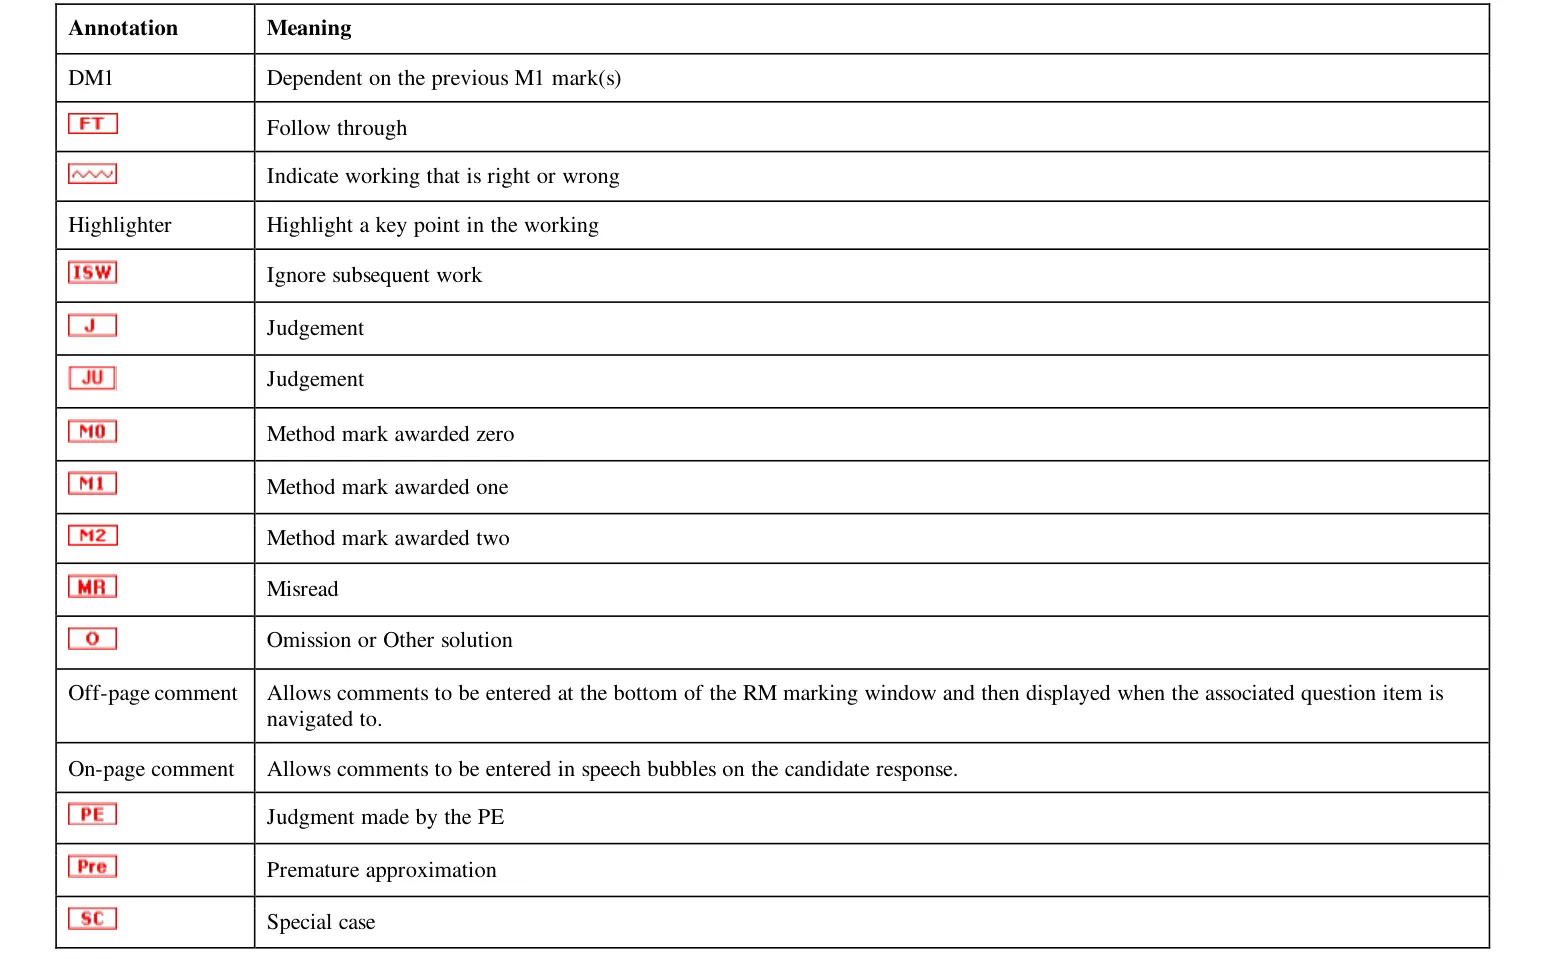 Annotation Meaning
DM1 Dependent on the previous M1 mark(s)
FT Follow through
Indicate working that is right or wrong
Highlighter Highlight a key point in the working
ISW Ignore subsequent work
J Judgement
JU Judgement
M0 Method mark awarded zero
M1 Method mark awarded one
M2 Method mark awarded two
MR Misread
O Omission or Other solution
Off-page comment Allows comments to be entered at the bottom of the RM marking window and then displayed when the associated question item is
navigated to.
On-page comment Allows comments to be entered in speech bubbles on the candidate response.
PE Judgment made by the PE
Pre Premature approximation
SC Special case